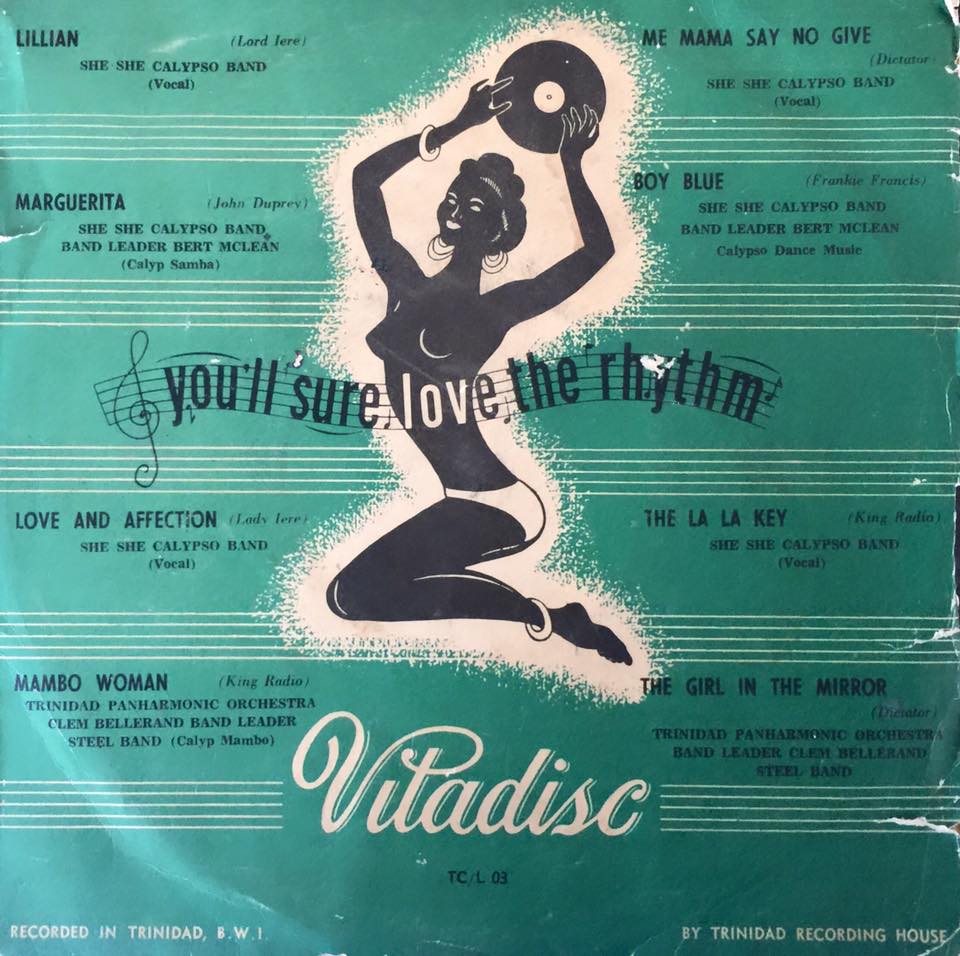 LILLIAN (Lord Iere)
SHE SHE CALYPSO BAND
(Vocal)
MARGUERITA (John Duprey)
SHE SHE CALYPSO BAND
BAND LEADER BERT MCLEAN
(Calyp Samba)
ME MAMA SAY NO GIVE
(Dictator)
SHE SHE CALYPSO BAND
(Vocal)
BOY BLUE (Frankie Francis)
SHE SHE CALYPSO BAND
BAND LEADER BERT MCLEAN
Calypso Dance Music
you'll sure love the rhythm
LOVE AND AFFECTION (Lady Iere)
SHE SHE CALYPSO BAND
(Vocal)
MAMBO WOMAN (King Radio)
TRINIDAD PANHARMONIC ORCHESTRA
CLEM BELLERAND BAND LEADER
STEEL BAND (Calyp Mambo)
THE LA LA KEY (King Radio)
SHE SHE CALYPSO BAND
(Vocal)
THE GIRL IN THE MIRROR
(Dictator)
TRINIDAD PANHARMONIC ORCHESTRA
BAND LEADER CLEM BELLERAND
STEEL BAND
Vitadisc
TC/L 03
RECORDED IN TRINIDAD, B.W.I.
BY TRINIDAD RECORDING HOUSE